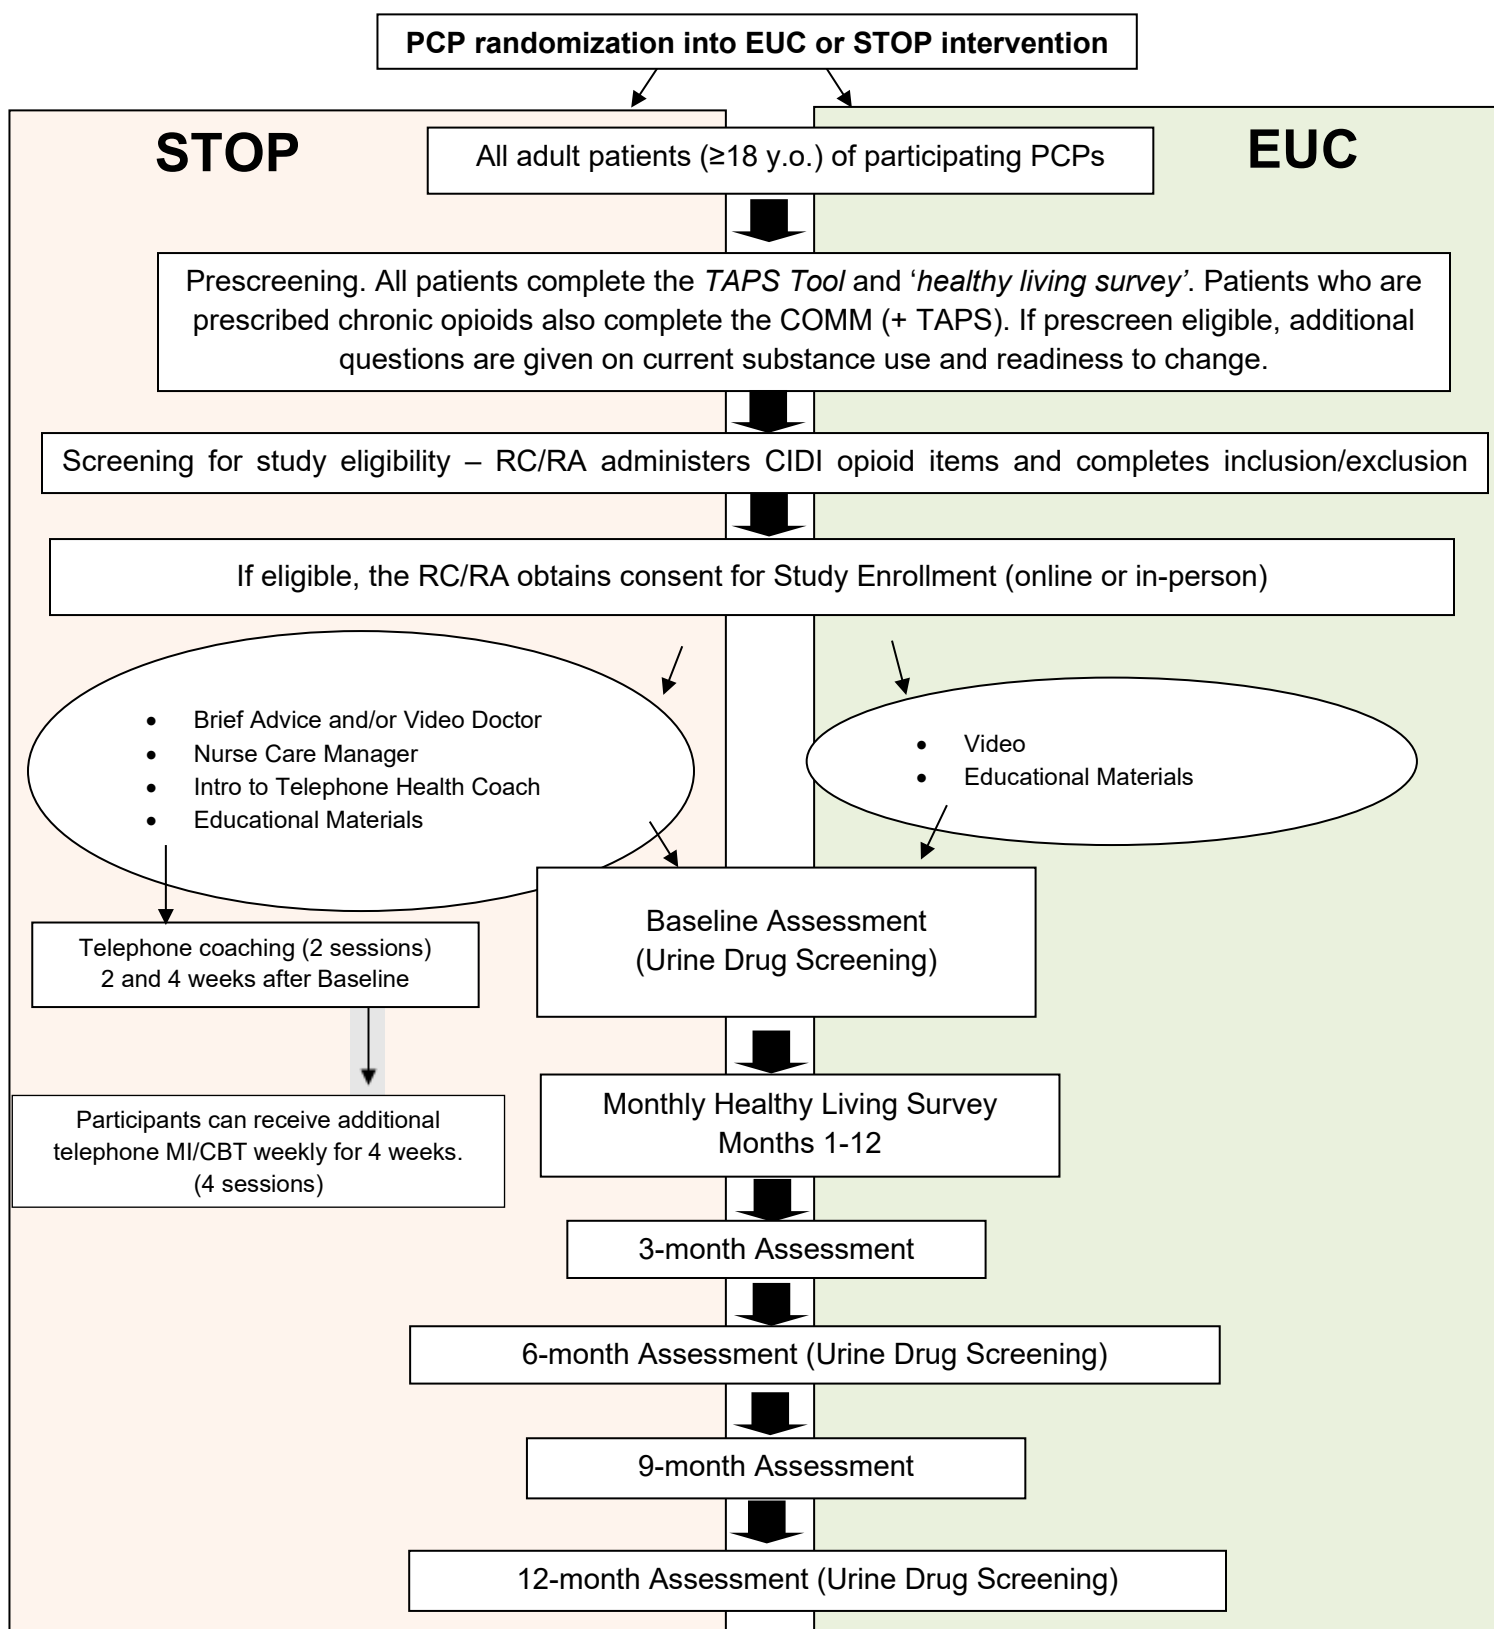 PCP randomization into EUC or STOP intervention
STOP
EUC
All adult patients (≥18 y.o.) of participating PCPs
Prescreening. All patients complete the TAPS Tool and ‘healthy living survey’. Patients who are
prescribed chronic opioids also complete the COMM (+ TAPS). If prescreen eligible, additional
questions are given on current substance use and readiness to change.
Screening for study eligibility – RC/RA administers CIDI opioid items and completes inclusion/exclusion
If eligible, the RC/RA obtains consent for Study Enrollment (online or in-person)
• Brief Advice and/or Video Doctor
• Nurse Care Manager
• Intro to Telephone Health Coach
• Educational Materials
• Video
• Educational Materials
Telephone coaching (2 sessions)
2 and 4 weeks after Baseline
Participants can receive additional
telephone MI/CBT weekly for 4 weeks.
(4 sessions)
Baseline Assessment
(Urine Drug Screening)
Monthly Healthy Living Survey
Months 1-12
3-month Assessment
6-month Assessment (Urine Drug Screening)
9-month Assessment
12-month Assessment (Urine Drug Screening)